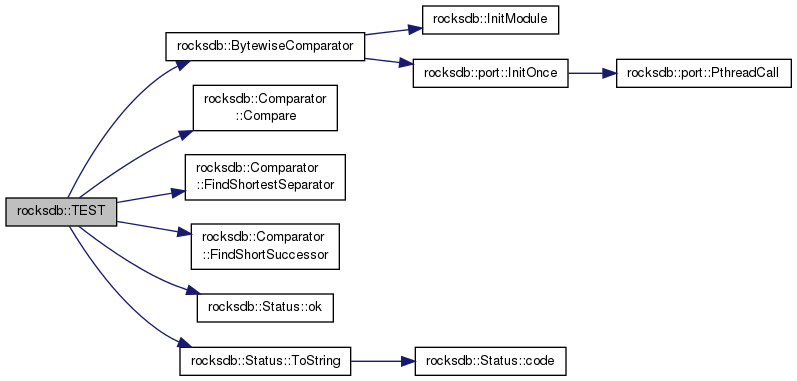 rocksdb::TEST
rocksdb::BytewiseComparator
rocksdb::InitModule
rocksdb::port::InitOnce
rocksdb::port::PthreadCall
rocksdb::Comparator
::Compare
rocksdb::Comparator
::FindShortestSeparator
rocksdb::Comparator
::FindShortSuccessor
rocksdb::Status::ok
rocksdb::Status::ToString
rocksdb::Status::code